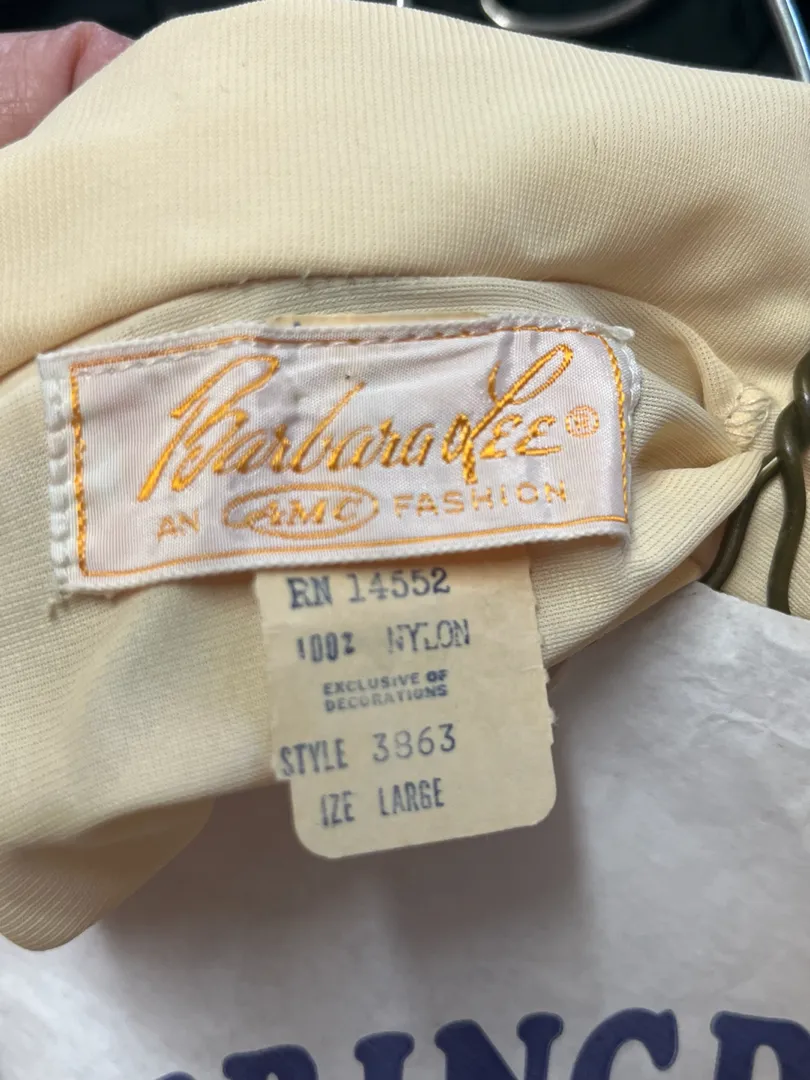 Barbara Lee ®
AN AMC FASHION
RN 14552
100% NYLON
EXCLUSIVE OF
DECORATIONS
STYLE 3863
IZE LARGE